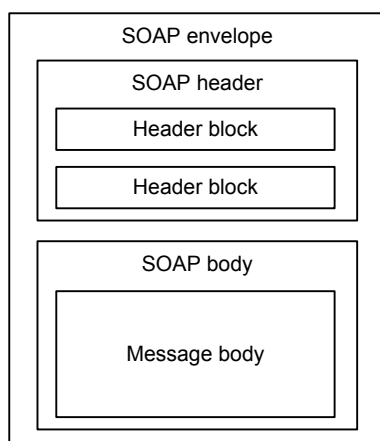 SOAP envelope
SOAP header
Header block
Header block
SOAP body
Message body